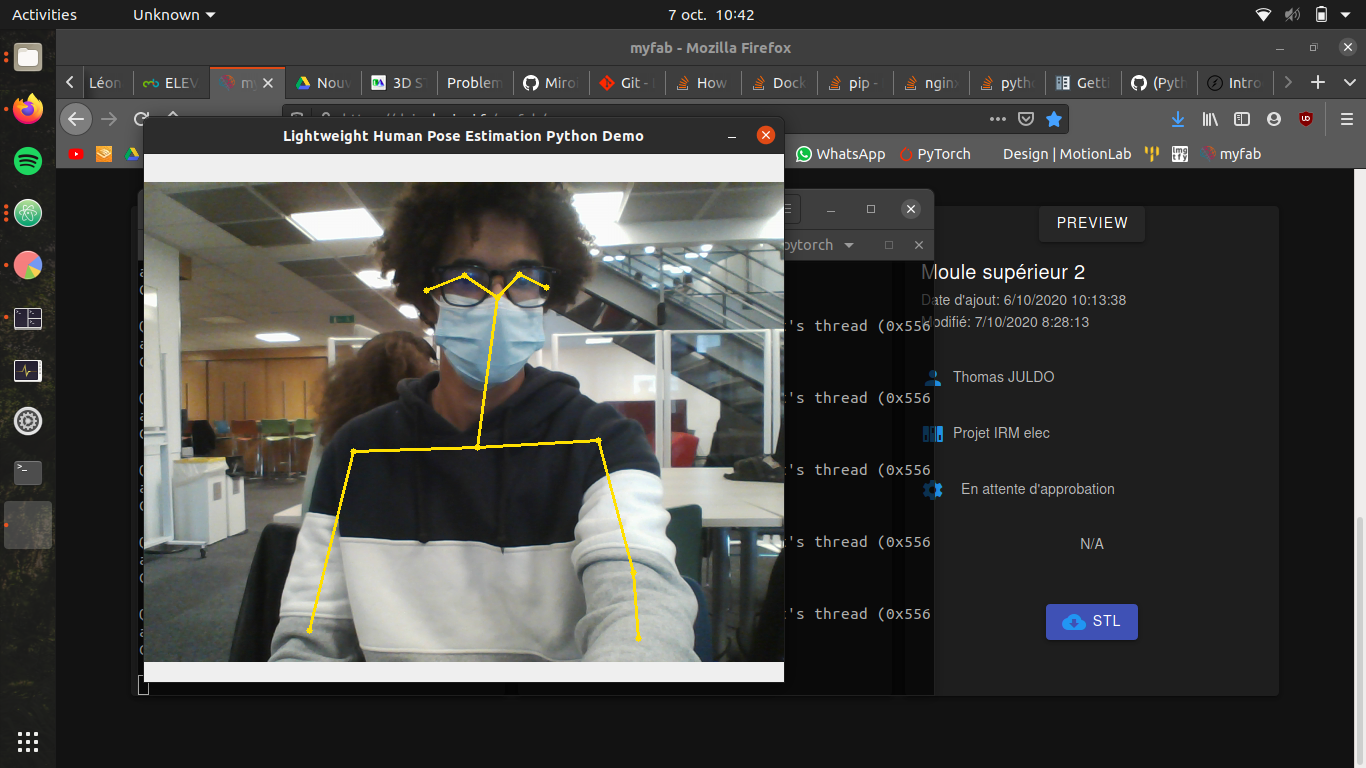 Activities
Unknown
7 oct. 10:42
myfab - Mozilla Firefox
Léon
ELEV
my
Nouv
3D S
Problem
Miroi
Git -
How
Dock
pip -
nginx
pytho
Getti
(Pyth
Intro
Lightweight Human Pose Estimation Python Demo
WhatsApp
PyTorch
Design | MotionLab
myfab
pytorch
PREVIEW
Moule supérieur 2
Date d'ajout: 6/10/2020 10:13:38
Modifié: 7/10/2020 8:28:13
's thread (0x556
Thomas JULDO
's thread (0x556
Projet IRM elec
's thread (0x556
En attente d'approbation
's thread (0x556
N/A
's thread (0x556
STL